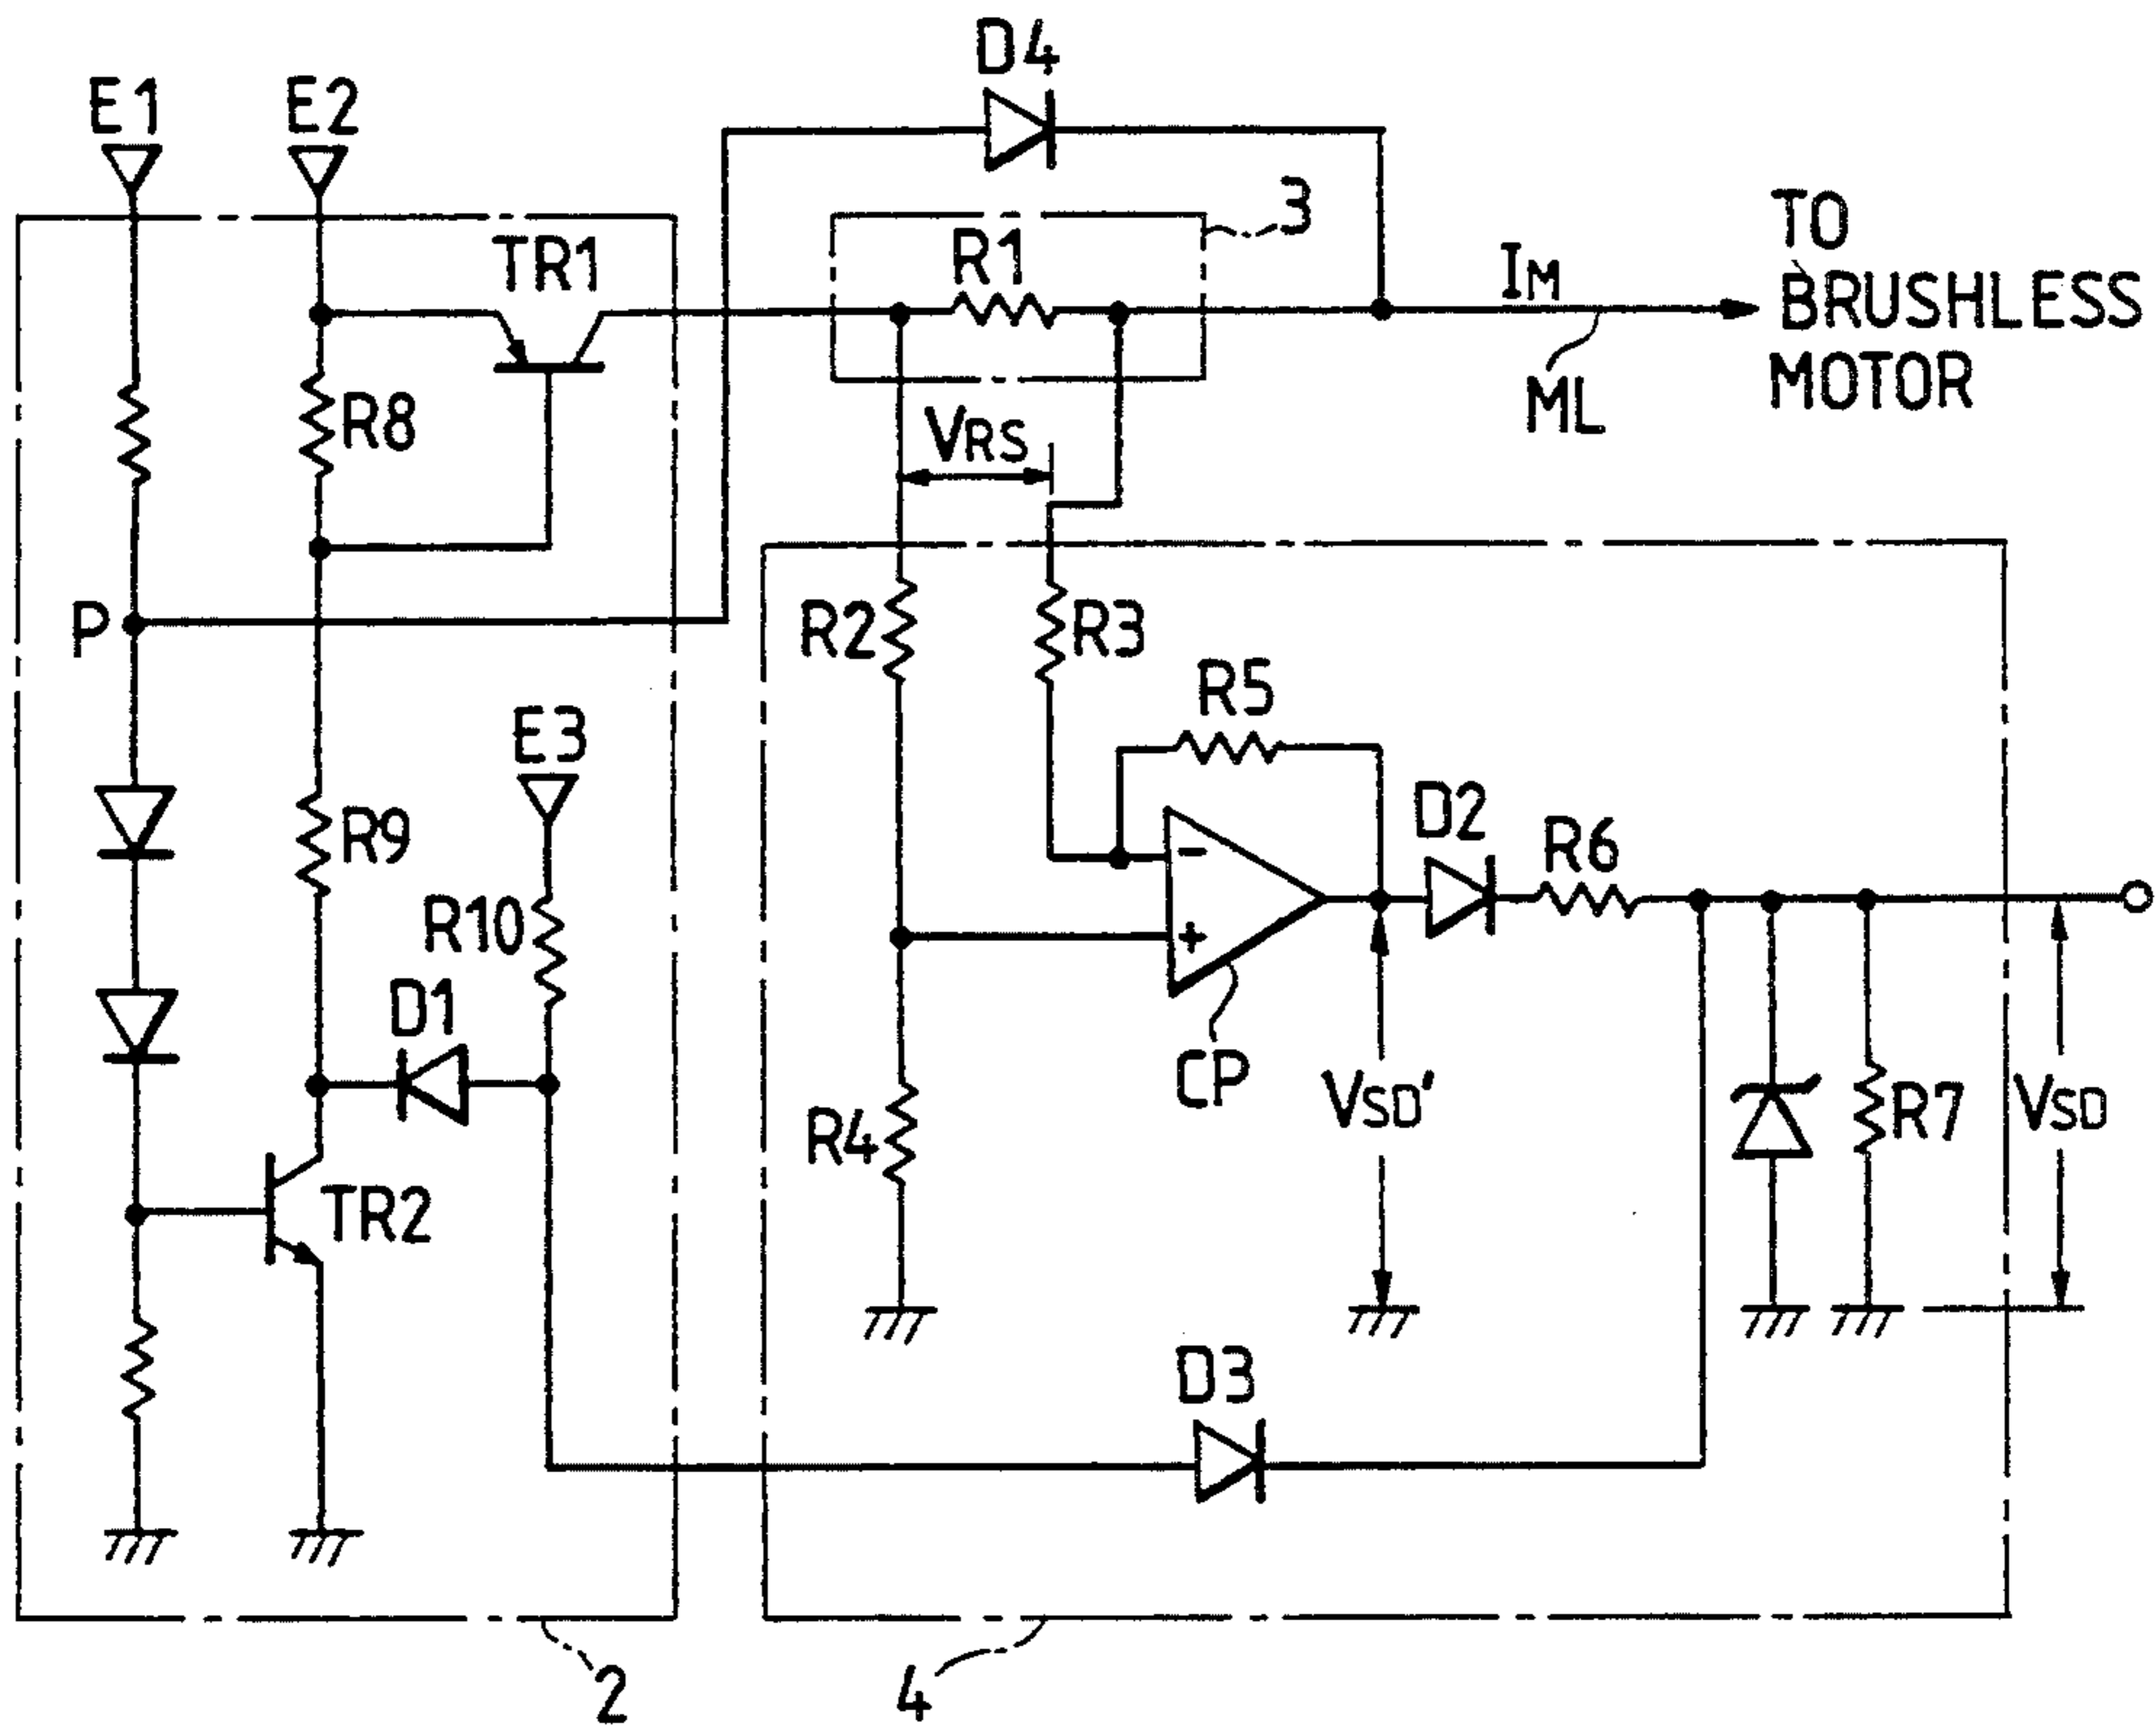 D4
E1
E2
3
TR1
R1
IM
TO
BRUSHLESS
MOTOR
R8
VRS
ML
P
R2
R3
R5
E3
D2
R6
R9
R10
-
+
D1
CP
VSD'
R4
R7
VSD
TR2
D3
2
4